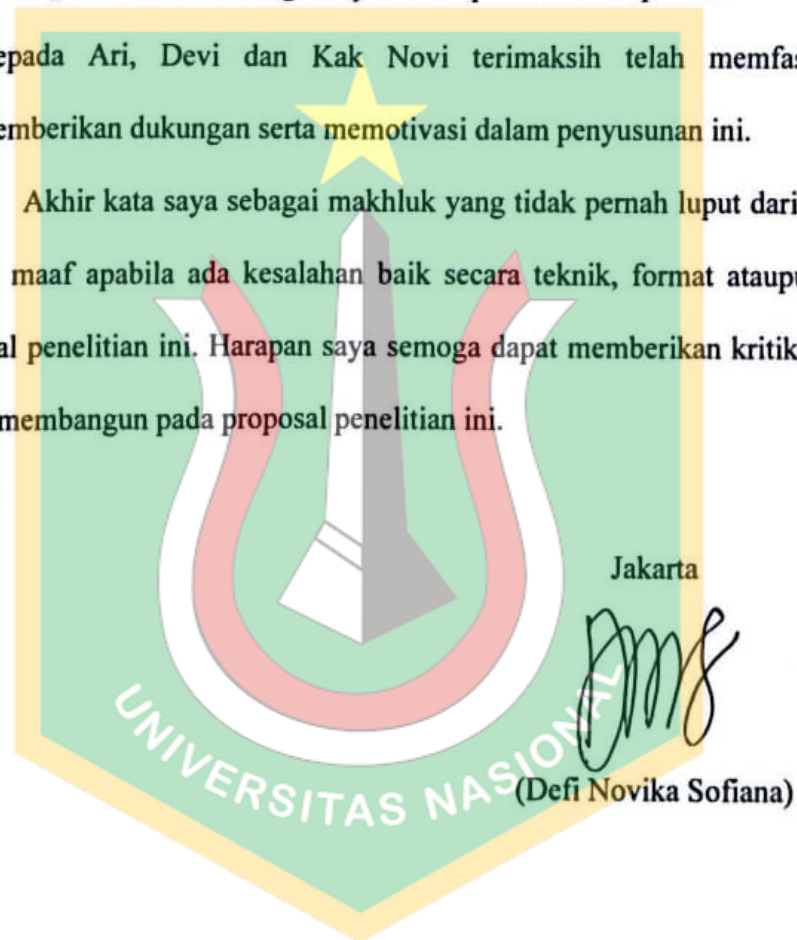 epada Ari, Devi dan Kak Novi terimaksih telah memfas
emberikan dukungan serta memotivasi dalam penyusunan ini.
Akhir kata saya sebagai makhluk yang tidak pernah luput dari
maaf apabila ada kesalahan baik secara teknik, format ataupu
al penelitian ini. Harapan saya semoga dapat memberikan kritik
membangun pada proposal penelitian ini.
Jakarta
(Defi Novika Sofiana)
UNIVERSITAS NASIONAL